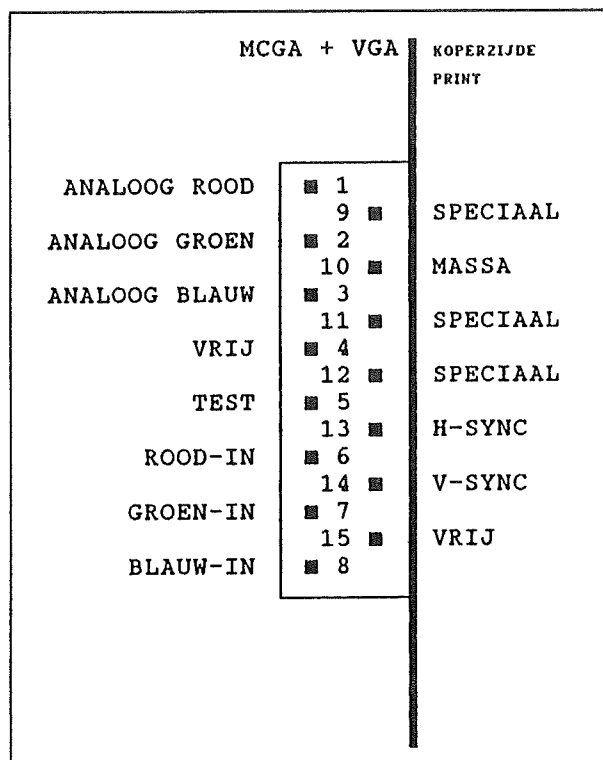 MCGA + VGA KOPERZIJDE
PRINT
ANALOOG ROOD 1
9 SPECIAAL
ANALOOG GROEN 2
10 MASSA
ANALOOG BLAUW 3
11 SPECIAAL
VRIJ 4
12 SPECIAAL
TEST 5
13 H-SYNC
ROOD-IN 6
14 V-SYNC
GROEN-IN 7
15 VRIJ
BLAUW-IN 8